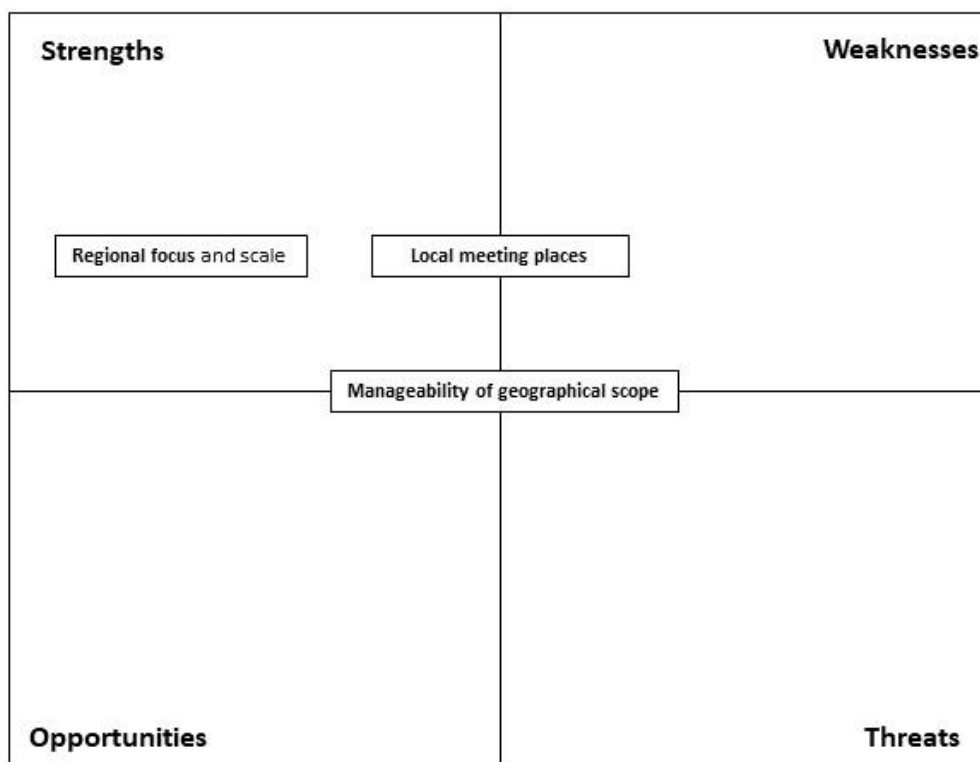 Strengths
Weaknesses
Regional focus and scale
Local meeting places
Manageability of geographical scope
Opportunities
Threats